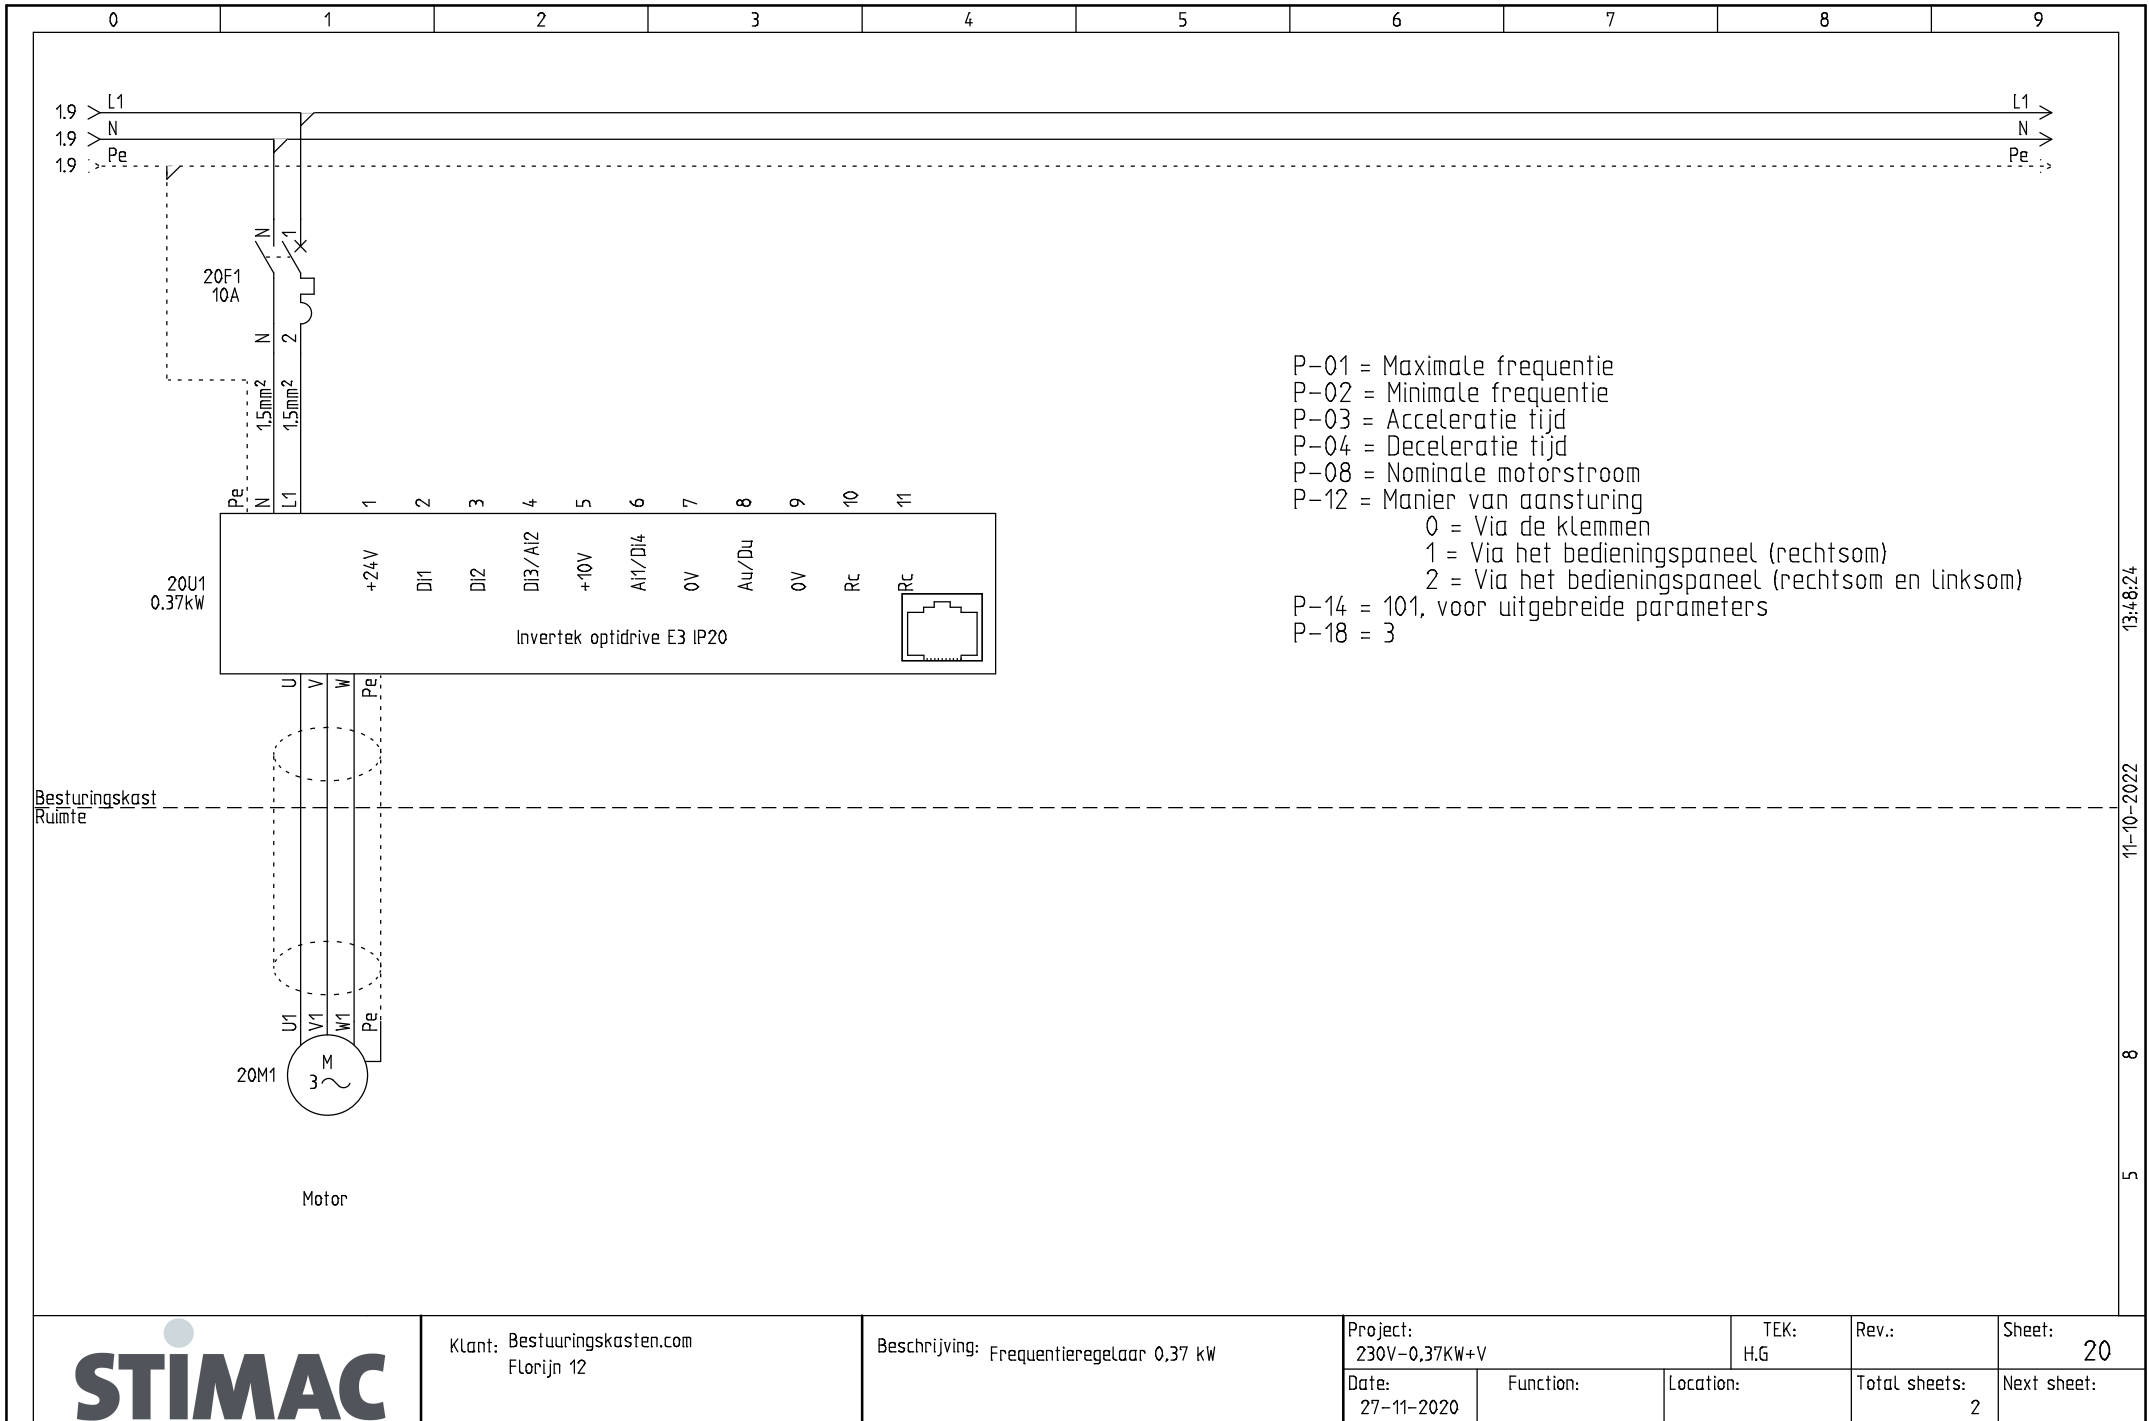 0 1 2 3 4 5 6 7 8 9
1.9 L1 L1
1.9 N N
1.9 Pe Pe
N 1
20F1
10A
N 2
1.5mm² 1.5mm²
P-01 = Maximale frequentie
P-02 = Minimale frequentie
P-03 = Acceleratie tijd
P-04 = Deceleratie tijd
P-08 = Nominale motorstroom
P-12 = Manier van aansturing
0 = Via de klemmen
1 = Via het bedieningspaneel (rechtsom)
2 = Via het bedieningspaneel (rechtsom en linksom)
P-14 = 101, voor uitgebreide parameters
P-18 = 3
Pe N L1 1 2 3 4 5 6 7 8 9 10 11
+24V Di1 Di2 Di3/Ai2 +10V Ai1/Di4 0V Au/Du 0V Rc Rc
20U1
0.37kW
Invertek optidrive E3 IP20
U V W Pe
Besturingskast
Ruimte
U1 V1 W1 Pe
20M1
M
3~
Motor
13:48:24
11-10-2022
8
5
STIMAC
Klant: Bestuuringskasten.com
Florijn 12
Beschrijving: Frequentieregelaar 0,37 kW
Project:
230V-0,37KW+V
TEK:
H.G
Rev.:
Sheet:
20
Date:
27-11-2020
Function:
Location:
Total sheets:
2
Next sheet: